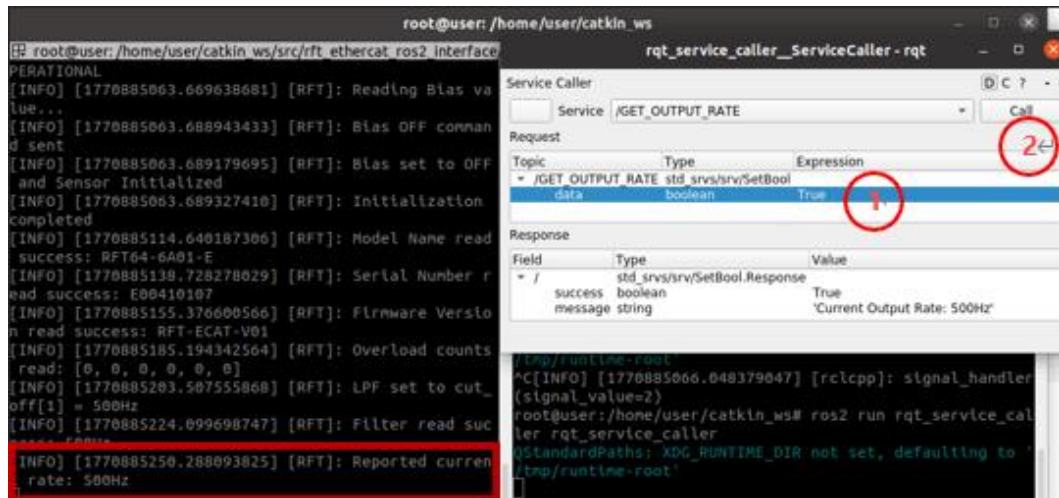 root@user: /home/user/catkin_ws
root@user: /home/user/catkin_ws/src/rft_ethercat_ros2_interface
PERATIONAL
[INFO] [1770885063.669638681] [RFT]: Reading Bias va
lue...
[INFO] [1770885063.688943433] [RFT]: Bias OFF comman
d sent
[INFO] [1770885063.689179695] [RFT]: Bias set to OFF
and Sensor Initialized
[INFO] [1770885063.689327410] [RFT]: Initialization
completed
[INFO] [1770885114.640187306] [RFT]: Model Name read
success: RFT64-6A01-E
[INFO] [1770885138.728278029] [RFT]: Serial Number r
ead success: E00410107
[INFO] [1770885155.376600566] [RFT]: Firmware Versio
n read success: RFT-ECAT-V01
[INFO] [1770885185.194342564] [RFT]: Overload counts
read: [0, 0, 0, 0, 0, 0]
[INFO] [1770885203.507555868] [RFT]: LPF set to cut_
off[1] = 500Hz
[INFO] [1770885224.099698747] [RFT]: Filter read suc
INFO] [1770885250.288093825] [RFT]: Reported curren
rate: 500Hz
rqt_service_caller__ServiceCaller - rqt
Service Caller
D C ? -
Service /GET_OUTPUT_RATE Call
2
Request
Topic Type Expression
/GET_OUTPUT_RATE std_srvs/srv/SetBool
data boolean True
1
Response
Field Type Value
/ std_srvs/srv/SetBool.Response
success boolean True
message string 'Current Output Rate: 500Hz'
/tmp/runtime-root'
^C[INFO] [1770885066.048379047] [rclcpp]: signal_handler
(signal_value=2)
root@user:/home/user/catkin_ws# ros2 run rqt_service_cal
ler rqt_service_caller
QStandardPaths: XDG_RUNTIME_DIR not set, defaulting to '
/tmp/runtime-root'